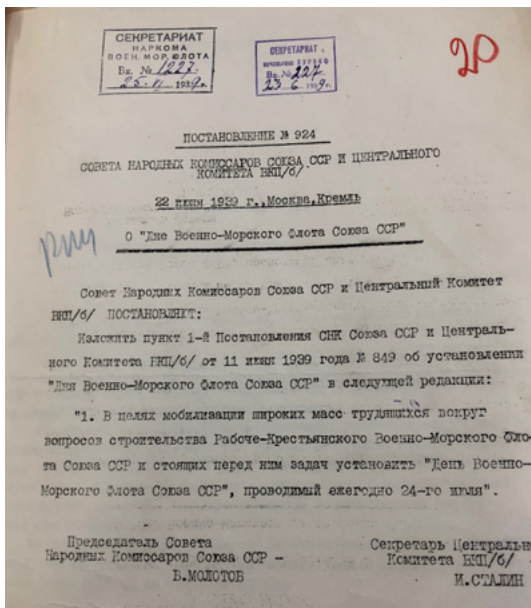 СЕКРЕТАРИАТ
НАРКОМА
ВОЕН. МОР. ФЛОТА
Вх. № 1227.
25. VI 1939 г.
СЕКРЕТАРИАТ
Вх. № 227
23 6 1939 г.
20
ПОСТАНОВЛЕНИЕ № 924
СОВЕТА НАРОДНЫХ КОМИССАРОВ СОЮЗА ССР И ЦЕНТРАЛЬНОГО
КОМИТЕТА ВКП/б/
22 июня 1939 г., Москва, Кремль
О "Дне Военно-Морского Флота Союза ССР"
Совет Народных Комиссаров Союза ССР и Центральный Комитет
ВКП/б/ ПОСТАНОВЛЯЮТ:
Изложить пункт 1-й Постановления СНК Союза ССР и Централь-
ного Комитета ВКП/б/ от 11 июня 1939 года № 849 об установлении
"Дня Военно-Морского Флота Союза ССР" в следующей редакции:
"1. В целях мобилизации широких масс трудящихся вокруг
вопросов строительства Рабоче-Крестьянского Военно-Морского Фло-
та Союза ССР и стоящих перед ним задач установить "День Военно-
Морского Флота Союза ССР", проводимый ежегодно 24-го июля".
Председатель Совета
Народных Комиссаров Союза ССР -
В.МОЛОТОВ
Секретарь Центрально
Комитета ВКП/б/ -
И.СТАЛИН